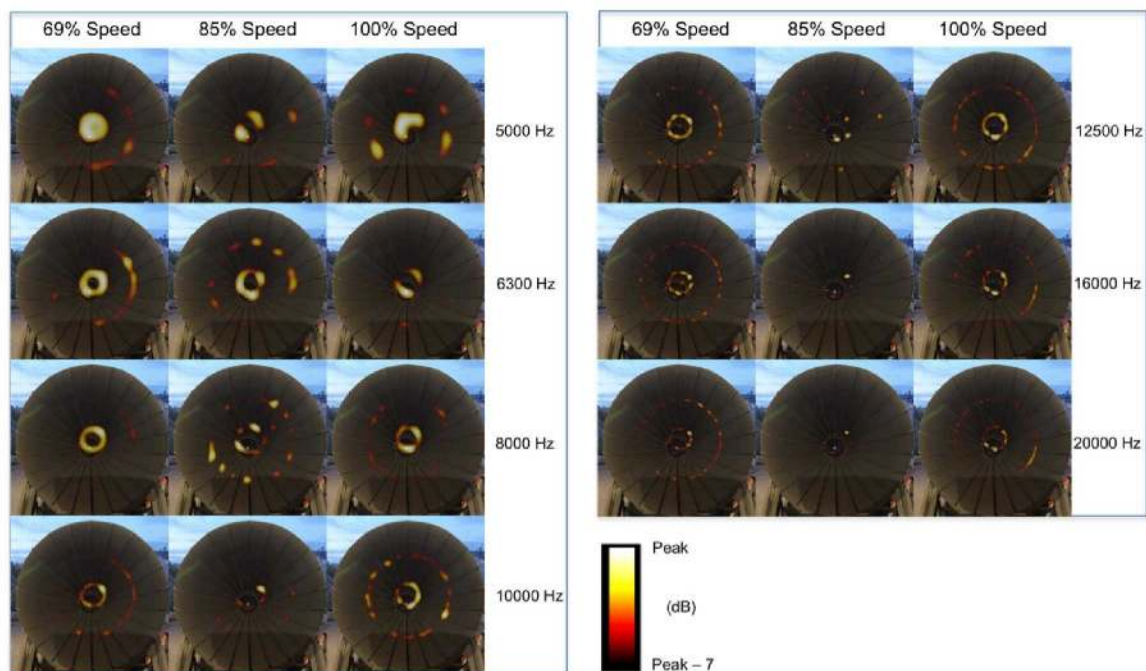 69% Speed 85% Speed 100% Speed
5000 Hz
6300 Hz
8000 Hz
10000 Hz
69% Speed 85% Speed 100% Speed
12500 Hz
16000 Hz
20000 Hz
Peak
(dB)
Peak – 7